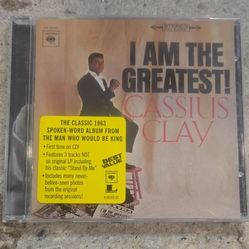 STEREO
I AM THE
GREATEST!
CASSIUS
CLAY
THE CLASSIC 1963
SPOKEN-WORD ALBUM FROM
THE MAN WHO WOULD BE KING
• First time on CD!
• Features 3 tracks NOT
on original LP including
his classic "Stand By Me"
• Includes many never-
before-seen photos
from the original
recording sessions!
BEST
VALUE